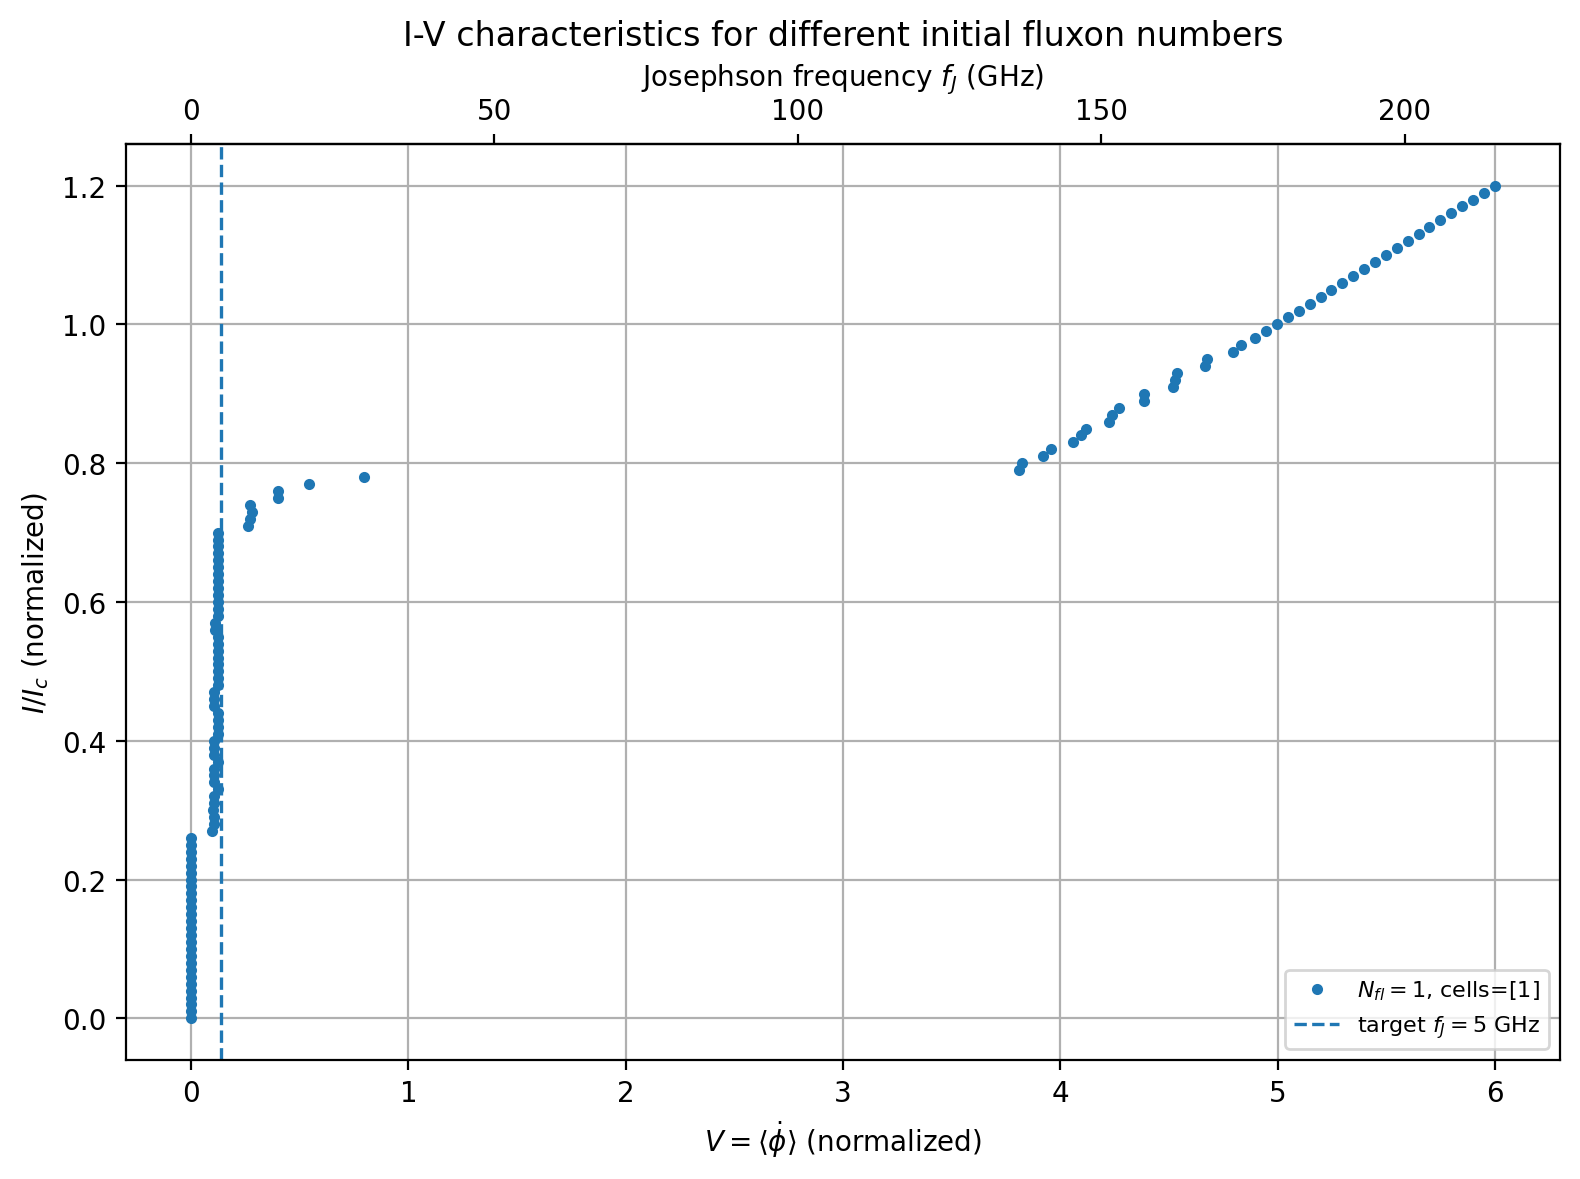 I-V characteristics for different initial fluxon numbers
Josephson frequency f_J (GHz)
0 50 100 150 200
1.2
1.0
0.8
0.6
0.4
0.2
0.0
I/I_c (normalized)
N_{fl} = 1, cells=[1]
target f_J = 5 GHz
0 1 2 3 4 5 6
V = ⟨ϕ̇⟩ (normalized)